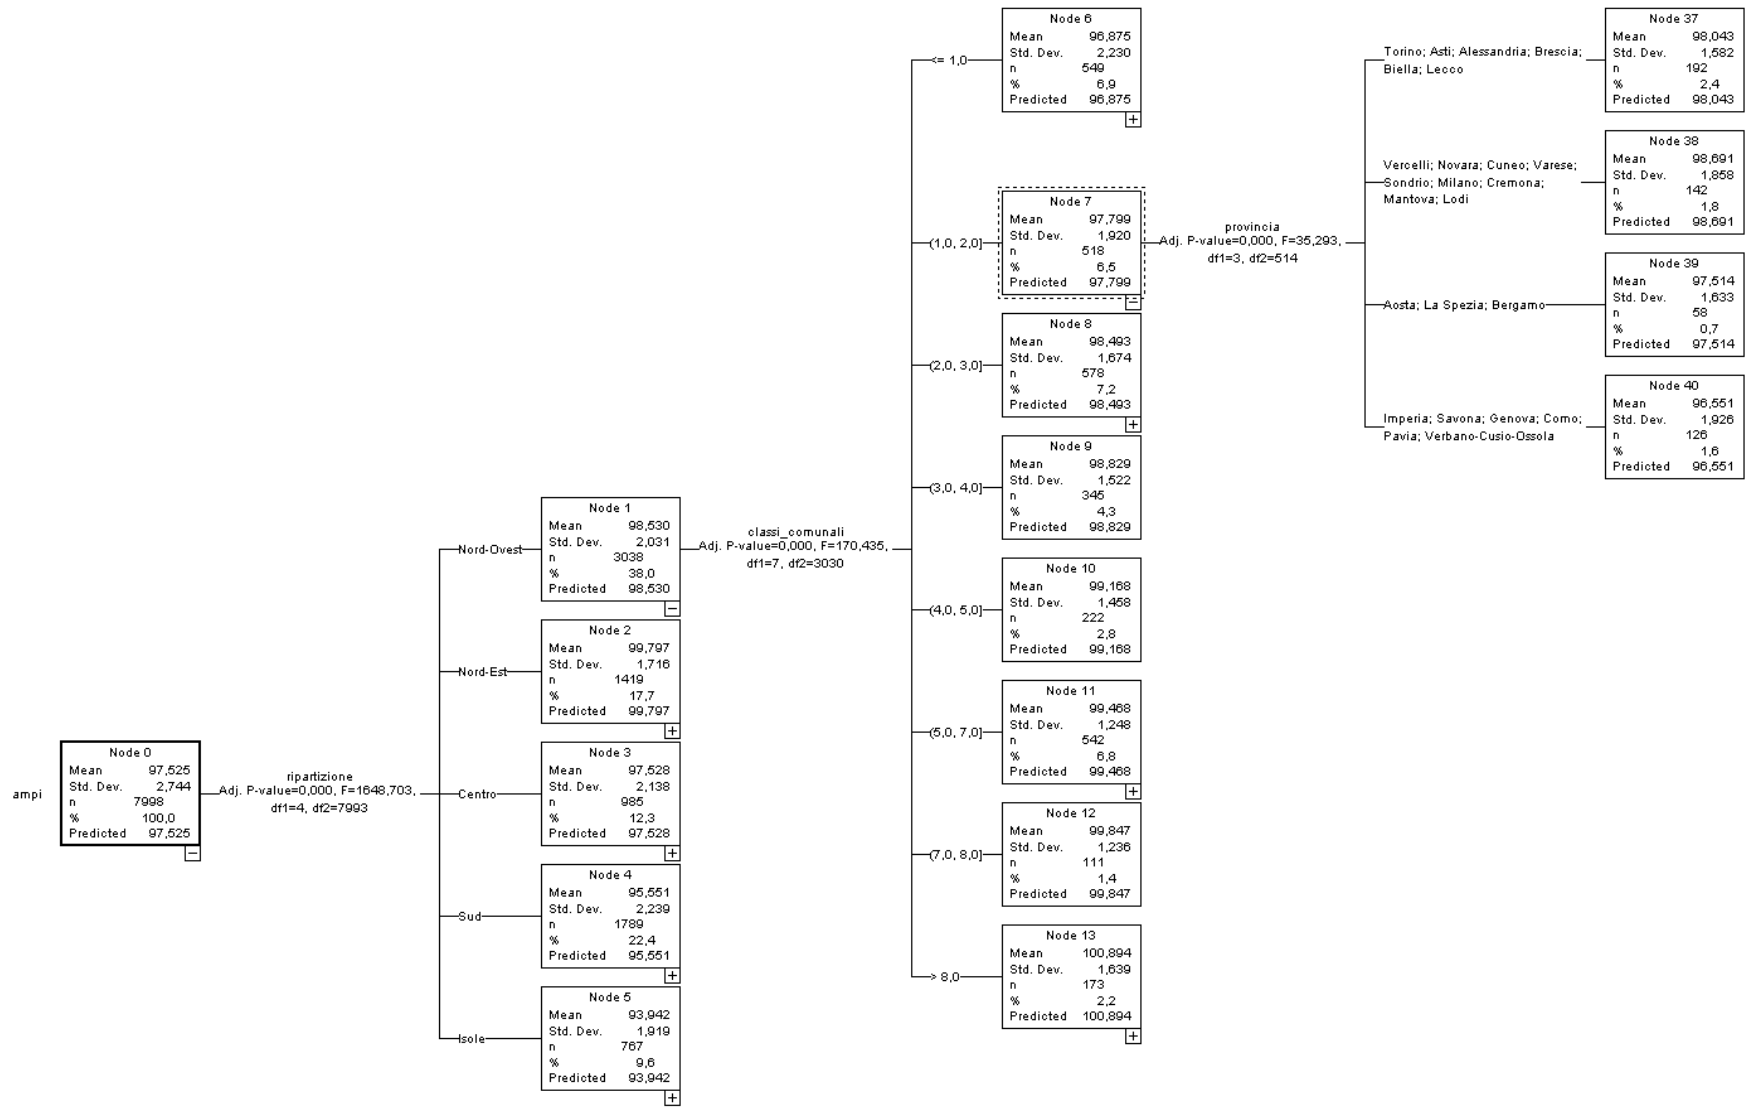 ampi
Node 0
Mean 97,525
Std. Dev. 2,744
n 7998
% 100,0
Predicted 97,525
ripartizione
Adj. P-value=0,000, F=1648,703,
df1=4, df2=7993
Nord-Ovest
Node 1
Mean 98,530
Std. Dev. 2,031
n 3038
% 38,0
Predicted 98,530
Nord-Est
Node 2
Mean 99,797
Std. Dev. 1,716
n 1419
% 17,7
Predicted 99,797
Centro
Node 3
Mean 97,528
Std. Dev. 2,138
n 985
% 12,3
Predicted 97,528
Sud
Node 4
Mean 95,551
Std. Dev. 2,239
n 1789
% 22,4
Predicted 95,551
Isole
Node 5
Mean 93,942
Std. Dev. 1,919
n 767
% 9,6
Predicted 93,942
classi_comunali
Adj. P-value=0,000, F=170,435,
df1=7, df2=3030
<= 1,0
Node 6
Mean 96,875
Std. Dev. 2,230
n 549
% 6,9
Predicted 96,875
(1,0, 2,0]
Node 7
Mean 97,799
Std. Dev. 1,920
n 518
% 6,5
Predicted 97,799
(2,0, 3,0]
Node 8
Mean 98,493
Std. Dev. 1,674
n 578
% 7,2
Predicted 98,493
(3,0, 4,0]
Node 9
Mean 98,829
Std. Dev. 1,522
n 345
% 4,3
Predicted 98,829
(4,0, 5,0]
Node 10
Mean 99,168
Std. Dev. 1,458
n 222
% 2,8
Predicted 99,168
(5,0, 7,0]
Node 11
Mean 99,468
Std. Dev. 1,248
n 542
% 6,8
Predicted 99,468
(7,0, 8,0]
Node 12
Mean 99,847
Std. Dev. 1,236
n 111
% 1,4
Predicted 99,847
> 8,0
Node 13
Mean 100,894
Std. Dev. 1,639
n 173
% 2,2
Predicted 100,894
provincia
Adj. P-value=0,000, F=35,293,
df1=3, df2=514
Torino; Asti; Alessandria; Brescia;
Biella; Lecco
Node 37
Mean 98,043
Std. Dev. 1,582
n 192
% 2,4
Predicted 98,043
Vercelli; Novara; Cuneo; Varese;
Sondrio; Milano; Cremona;
Mantova; Lodi
Node 38
Mean 98,691
Std. Dev. 1,858
n 142
% 1,8
Predicted 98,691
Aosta; La Spezia; Bergamo
Node 39
Mean 97,514
Std. Dev. 1,633
n 58
% 0,7
Predicted 97,514
Imperia; Savona; Genova; Como;
Pavia; Verbano-Cusio-Ossola
Node 40
Mean 96,551
Std. Dev. 1,926
n 126
% 1,6
Predicted 96,551